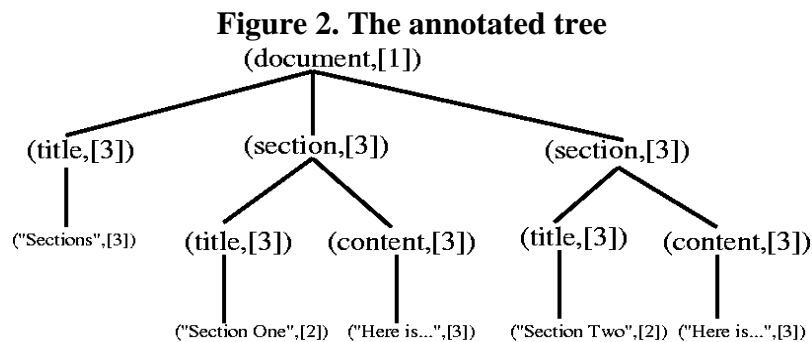 Figure 2. The annotated tree
(document,[1])
(title,[3]) (section,[3]) (section,[3])
("Sections",[3])
(title,[3]) (content,[3]) (title,[3]) (content,[3])
("Section One",[2]) ("Here is...",[3]) ("Section Two",[2]) ("Here is...",[3])